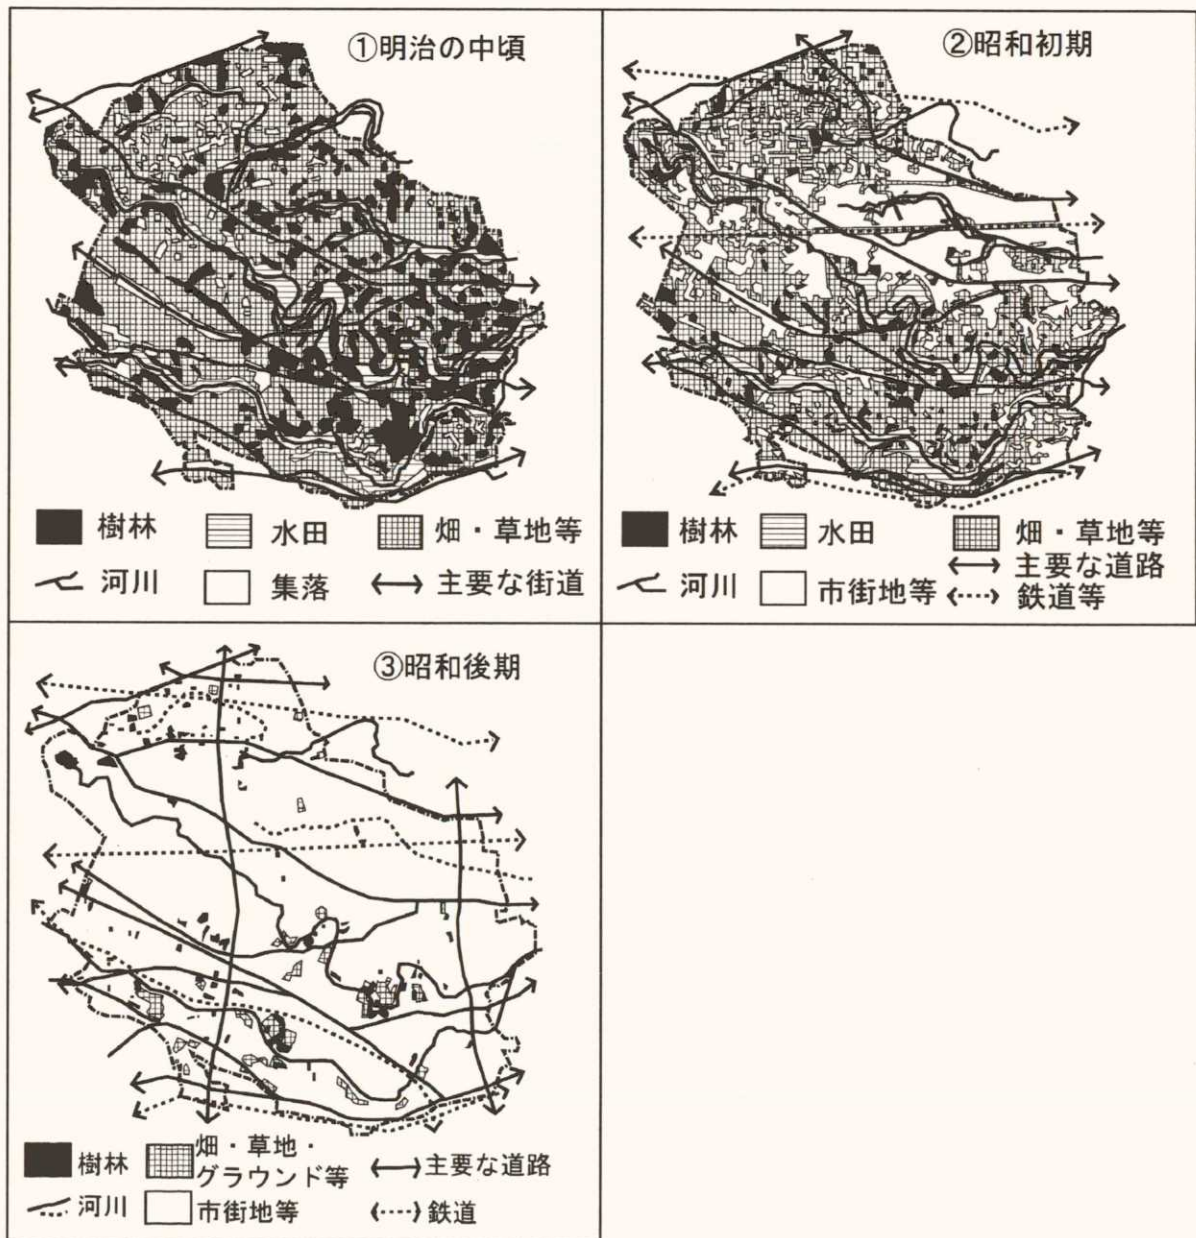 ①明治の中頃
樹林
水田
畑・草地等
河川
集落
主要な街道
②昭和初期
樹林
水田
畑・草地等
主要な道路
河川
市街地等
鉄道等
③昭和後期
樹林
畑・草地・
グラウンド等
主要な道路
河川
市街地等
鉄道